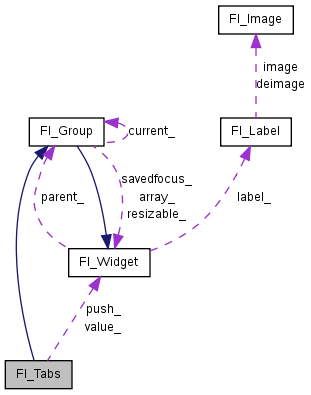 Fl_Image
image
deimage
Fl_Group
current_
Fl_Label
savedfocus_
array_
resizable_
parent_
label_
Fl_Widget
push_
value_
Fl_Tabs